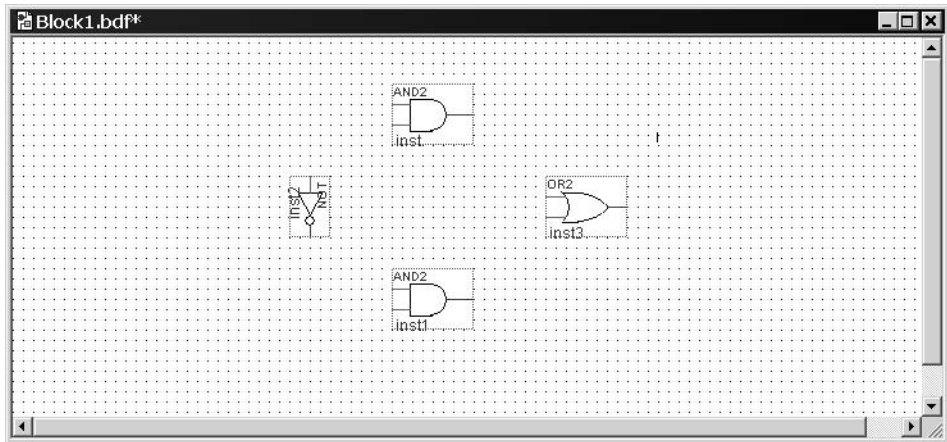 Block1.bdf*
AND2
inst
inst2
NOT
OR2
inst3
AND2
inst1